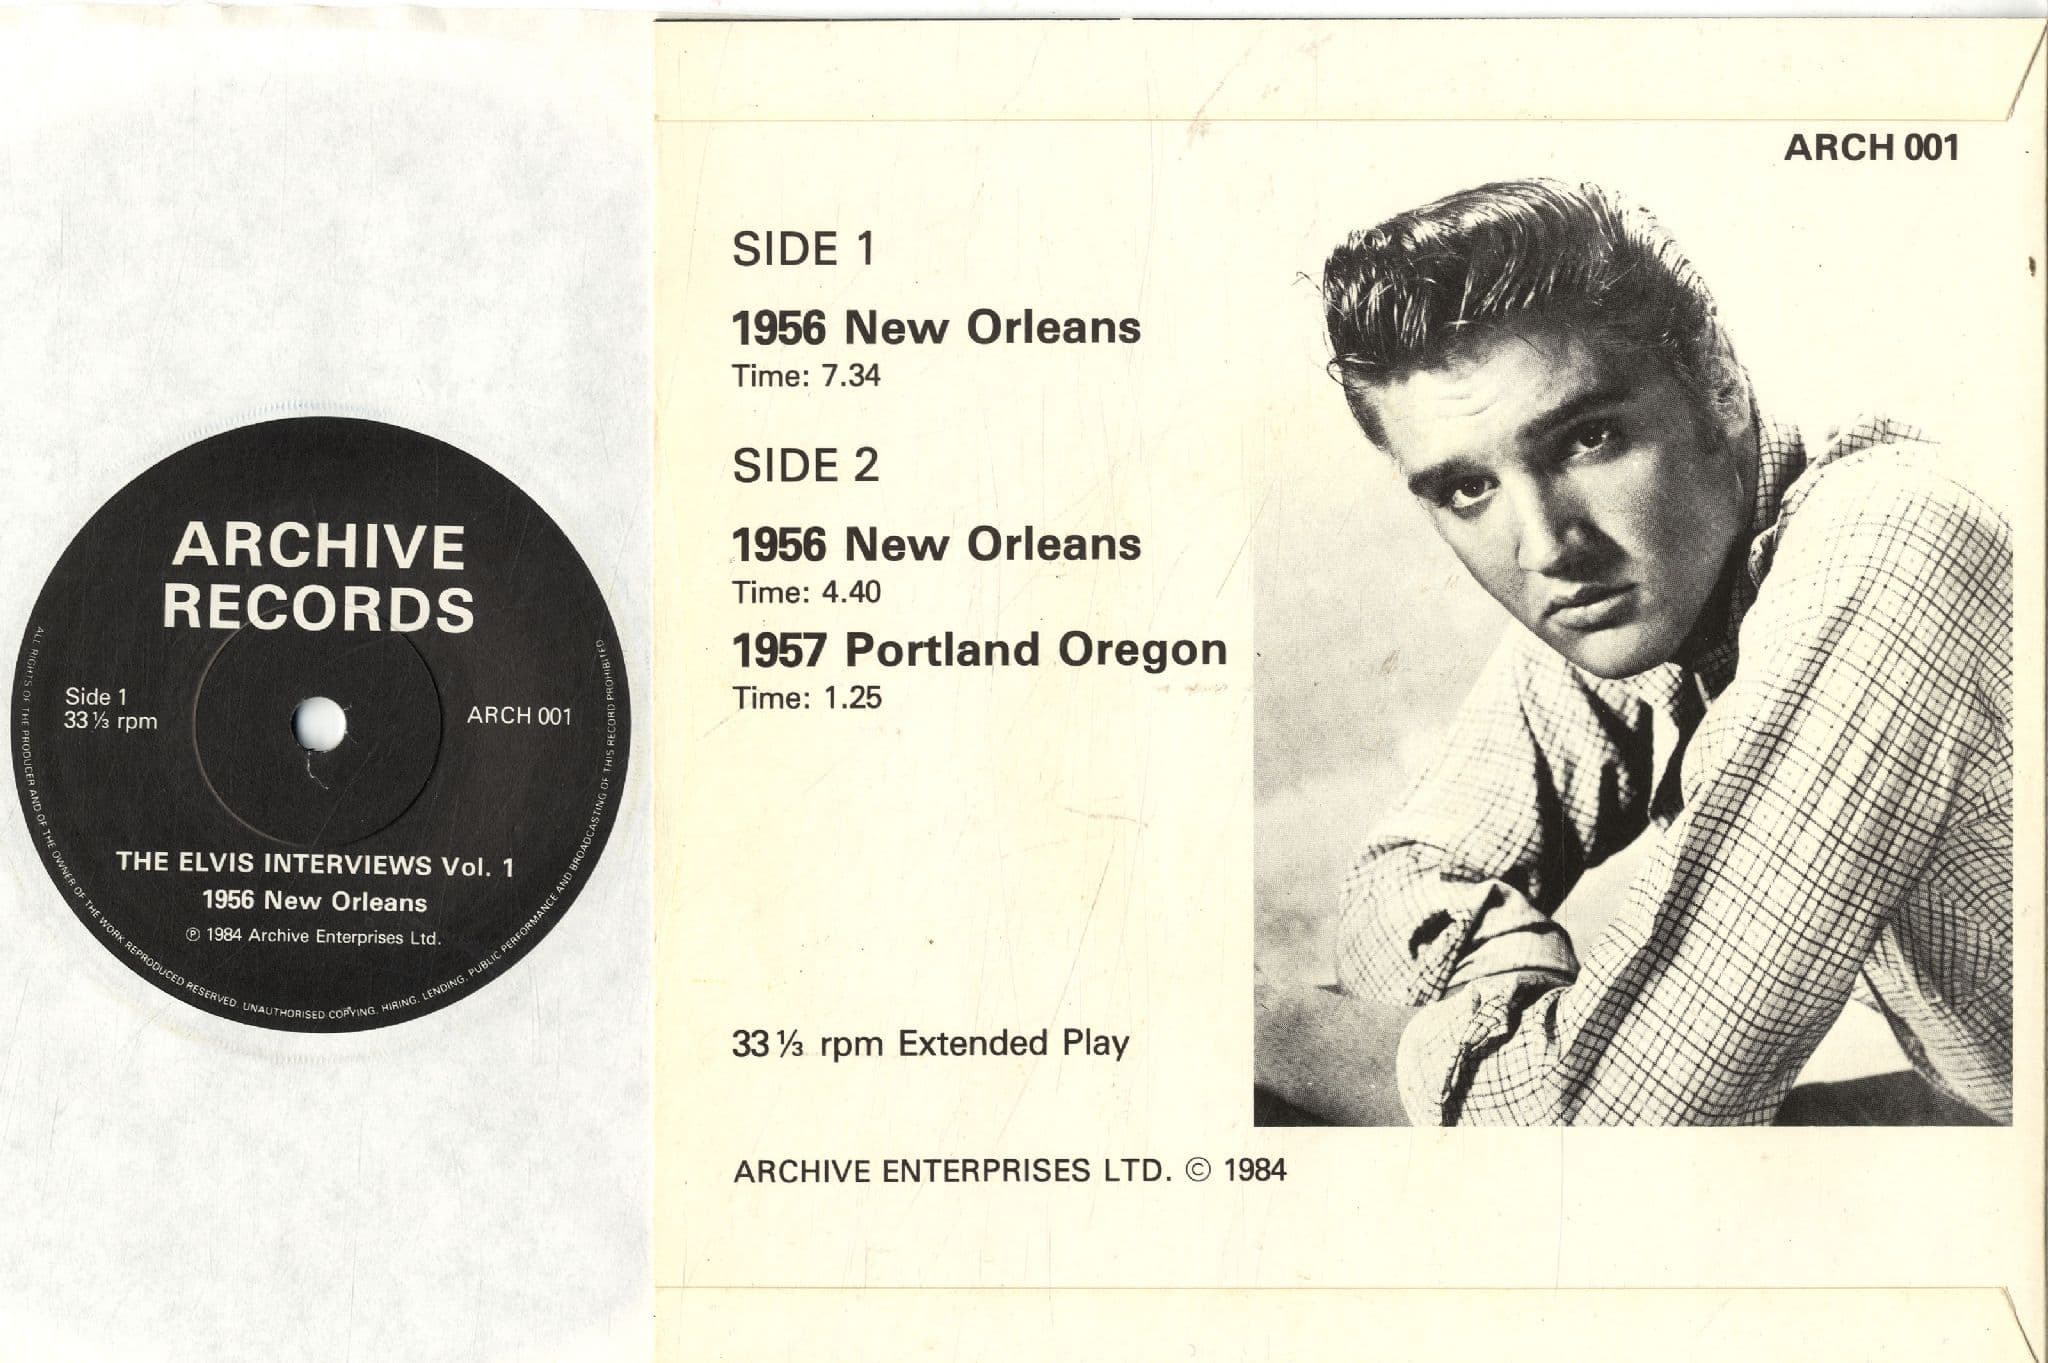 ARCHIVE
RECORDS
Side 1
33 ⅓ rpm
ARCH 001
THE ELVIS INTERVIEWS Vol. 1
1956 New Orleans
℗ 1984 Archive Enterprises Ltd.
ALL RIGHTS OF THE PRODUCER AND OF THE OWNER OF THE WORK REPRODUCED RESERVED. UNAUTHORISED COPYING, HIRING, LENDING, PUBLIC PERFORMANCE AND BROADCASTING OF THIS RECORD PROHIBITED
ARCH 001
SIDE 1
1956 New Orleans
Time: 7.34
SIDE 2
1956 New Orleans
Time: 4.40
1957 Portland Oregon
Time: 1.25
33 ⅓ rpm Extended Play
ARCHIVE ENTERPRISES LTD. © 1984